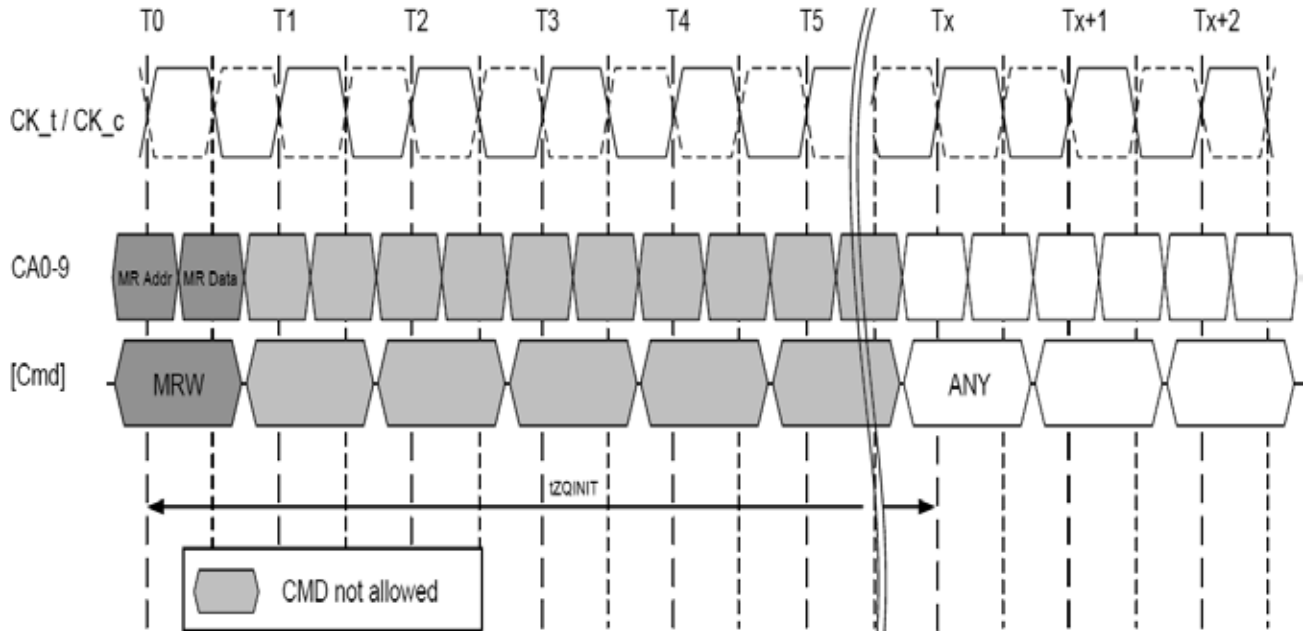 T0 T1 T2 T3 T4 T5 Tx Tx+1 Tx+2
CK_t / CK_c
CA0-9 MR Addr MR Data
[Cmd] MRW ANY
tZQINIT
CMD not allowed